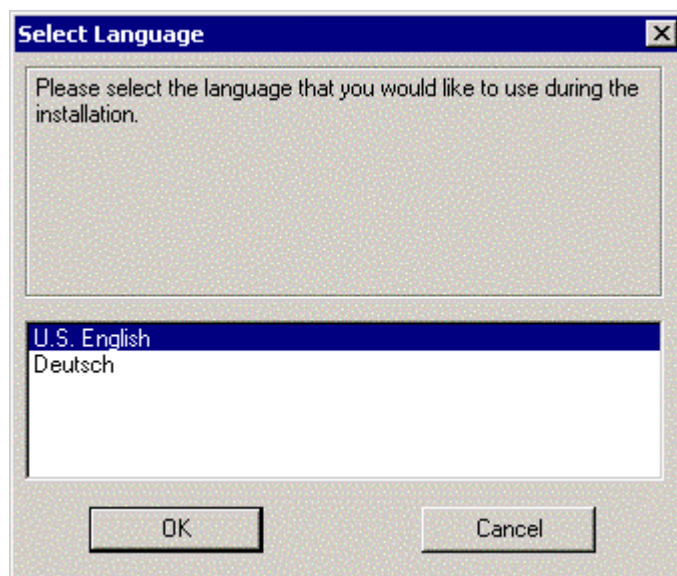 Select Language
Please select the language that you would like to use during the
installation.
U.S. English
Deutsch
OK
Cancel